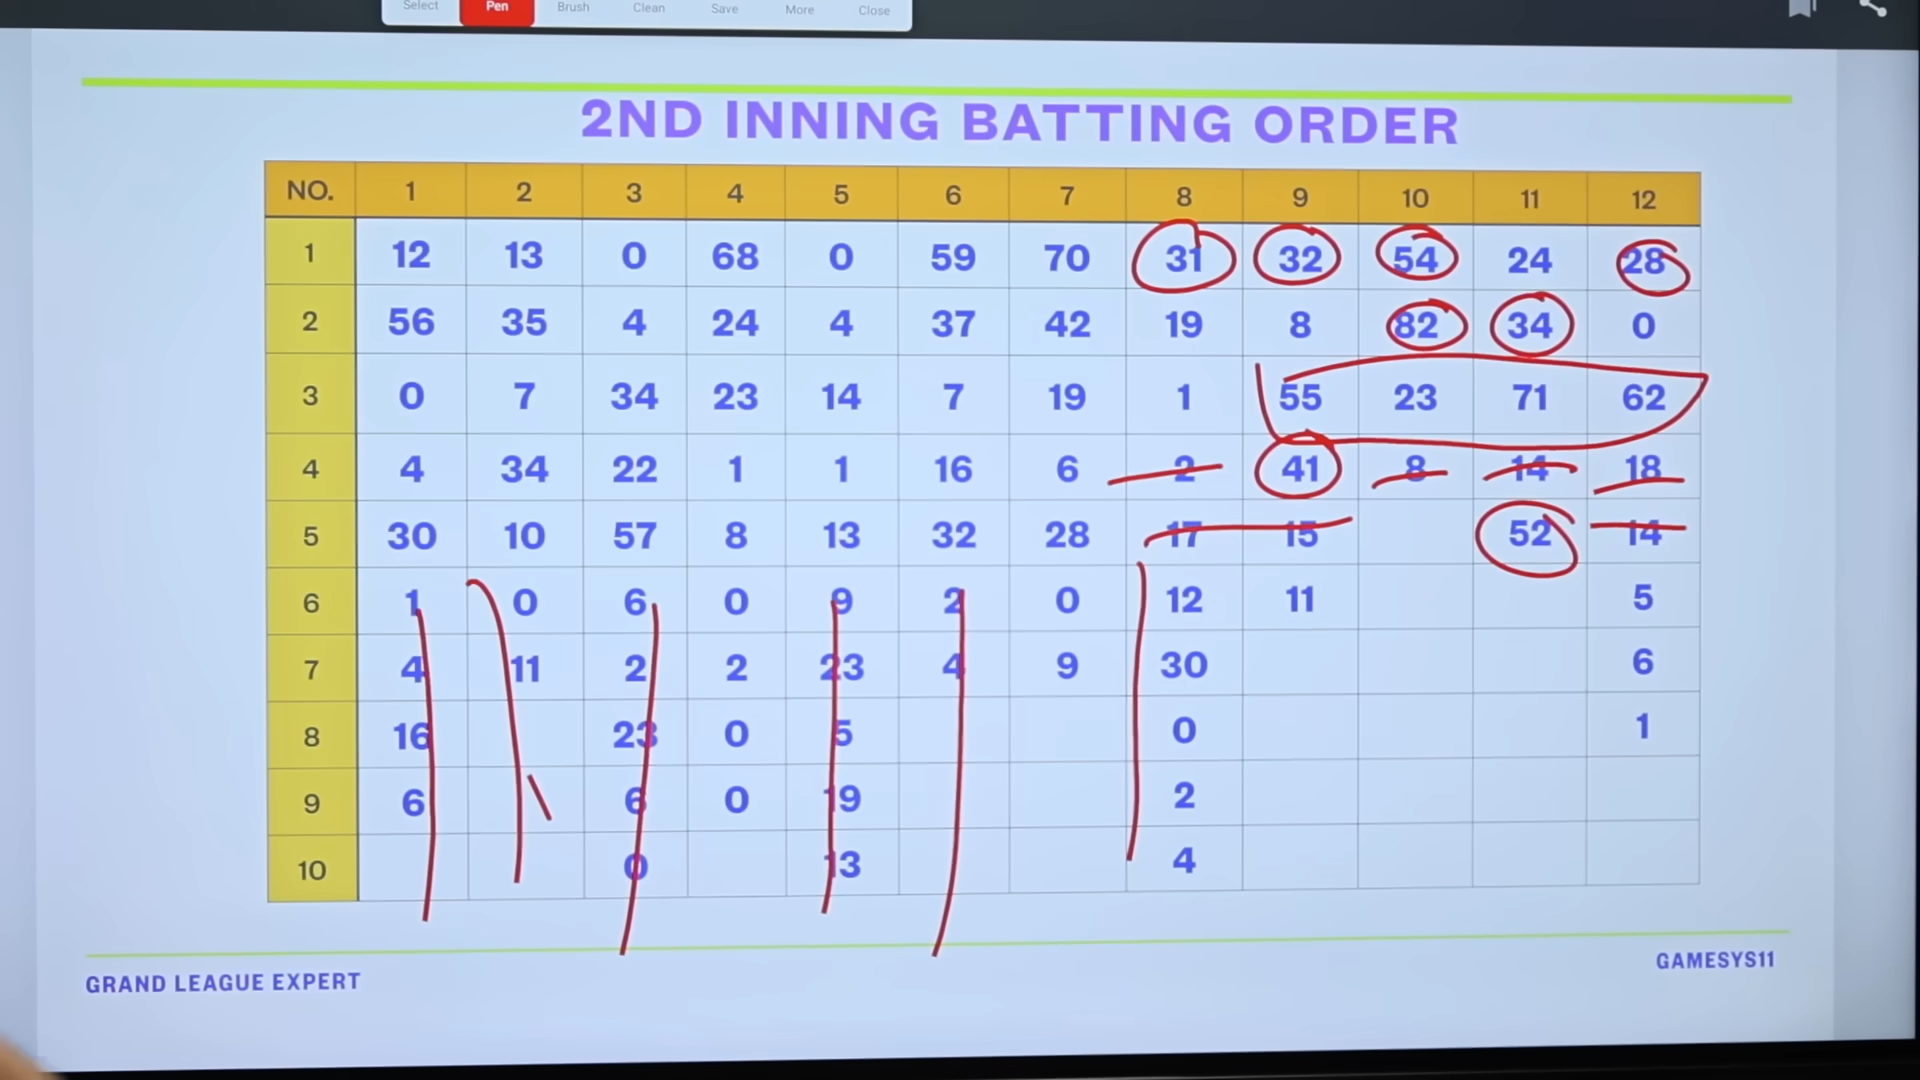 Select Pen Brush Clean Save More Close
2ND INNING BATTING ORDER
NO. 1 2 3 4 5 6 7 8 9 10 11 12
1 12 13 0 68 0 59 70 31 32 54 24 28
2 56 35 4 24 4 37 42 19 8 82 34 0
3 0 7 34 23 14 7 19 1 55 23 71 62
4 4 34 22 1 1 16 6 2 41 8 14 18
5 30 10 57 8 13 32 28 17 15 52 14
6 1 0 6 0 9 2 0 12 11 5
7 4 11 2 2 23 4 9 30 6
8 16 23 0 5 0 1
9 6 6 0 19 2
10 0 13 4
GRAND LEAGUE EXPERT
GAMESYS11